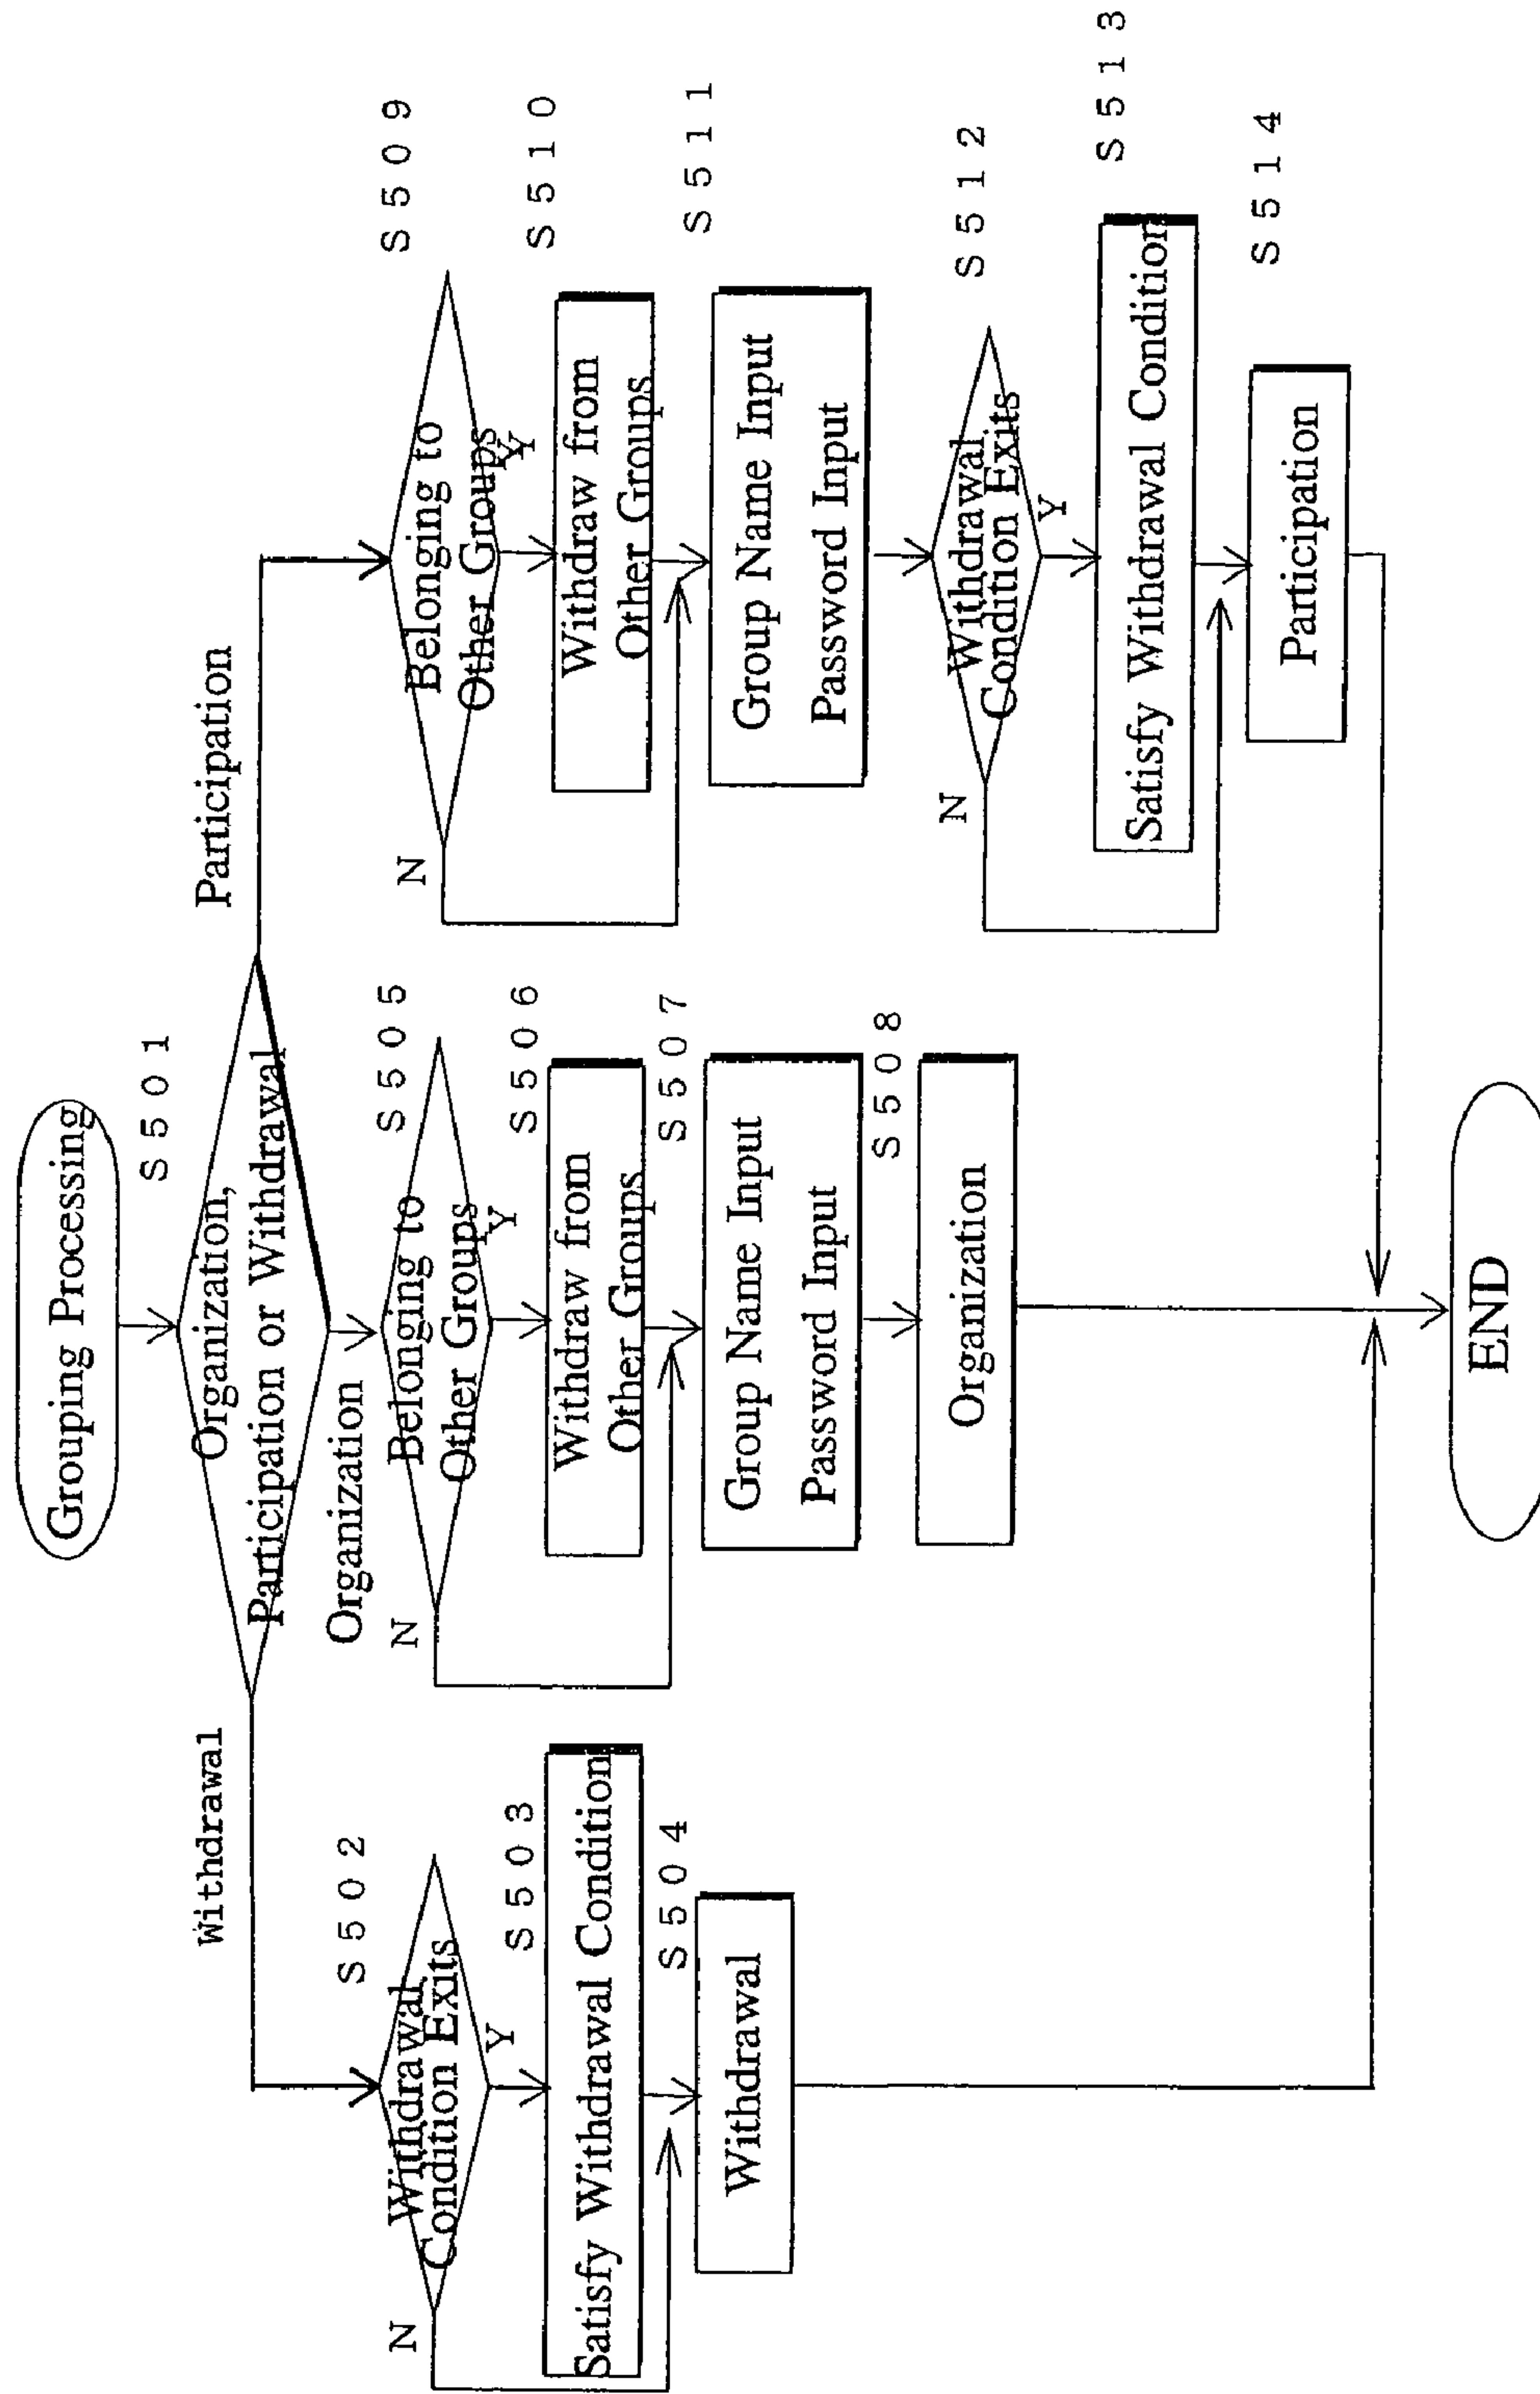 Grouping Processing
S501
Organization,
Participation or Withdrawal
Withdrawal
Organization
Participation
S502
Withdrawal
Condition Exits
N
Y
S503
Satisfy Withdrawal Condition
S504
Withdrawal
S505
Belonging to
Other Groups
N
Y
S506
Withdraw from
Other Groups
S507
Group Name Input
Password Input
S508
Organization
S509
Belonging to
Other Groups
N
Y
S510
Withdraw from
Other Groups
S511
Group Name Input
Password Input
S512
Withdrawal
Condition Exits
N
Y
S513
Satisfy Withdrawal Condition
S514
Participation
END